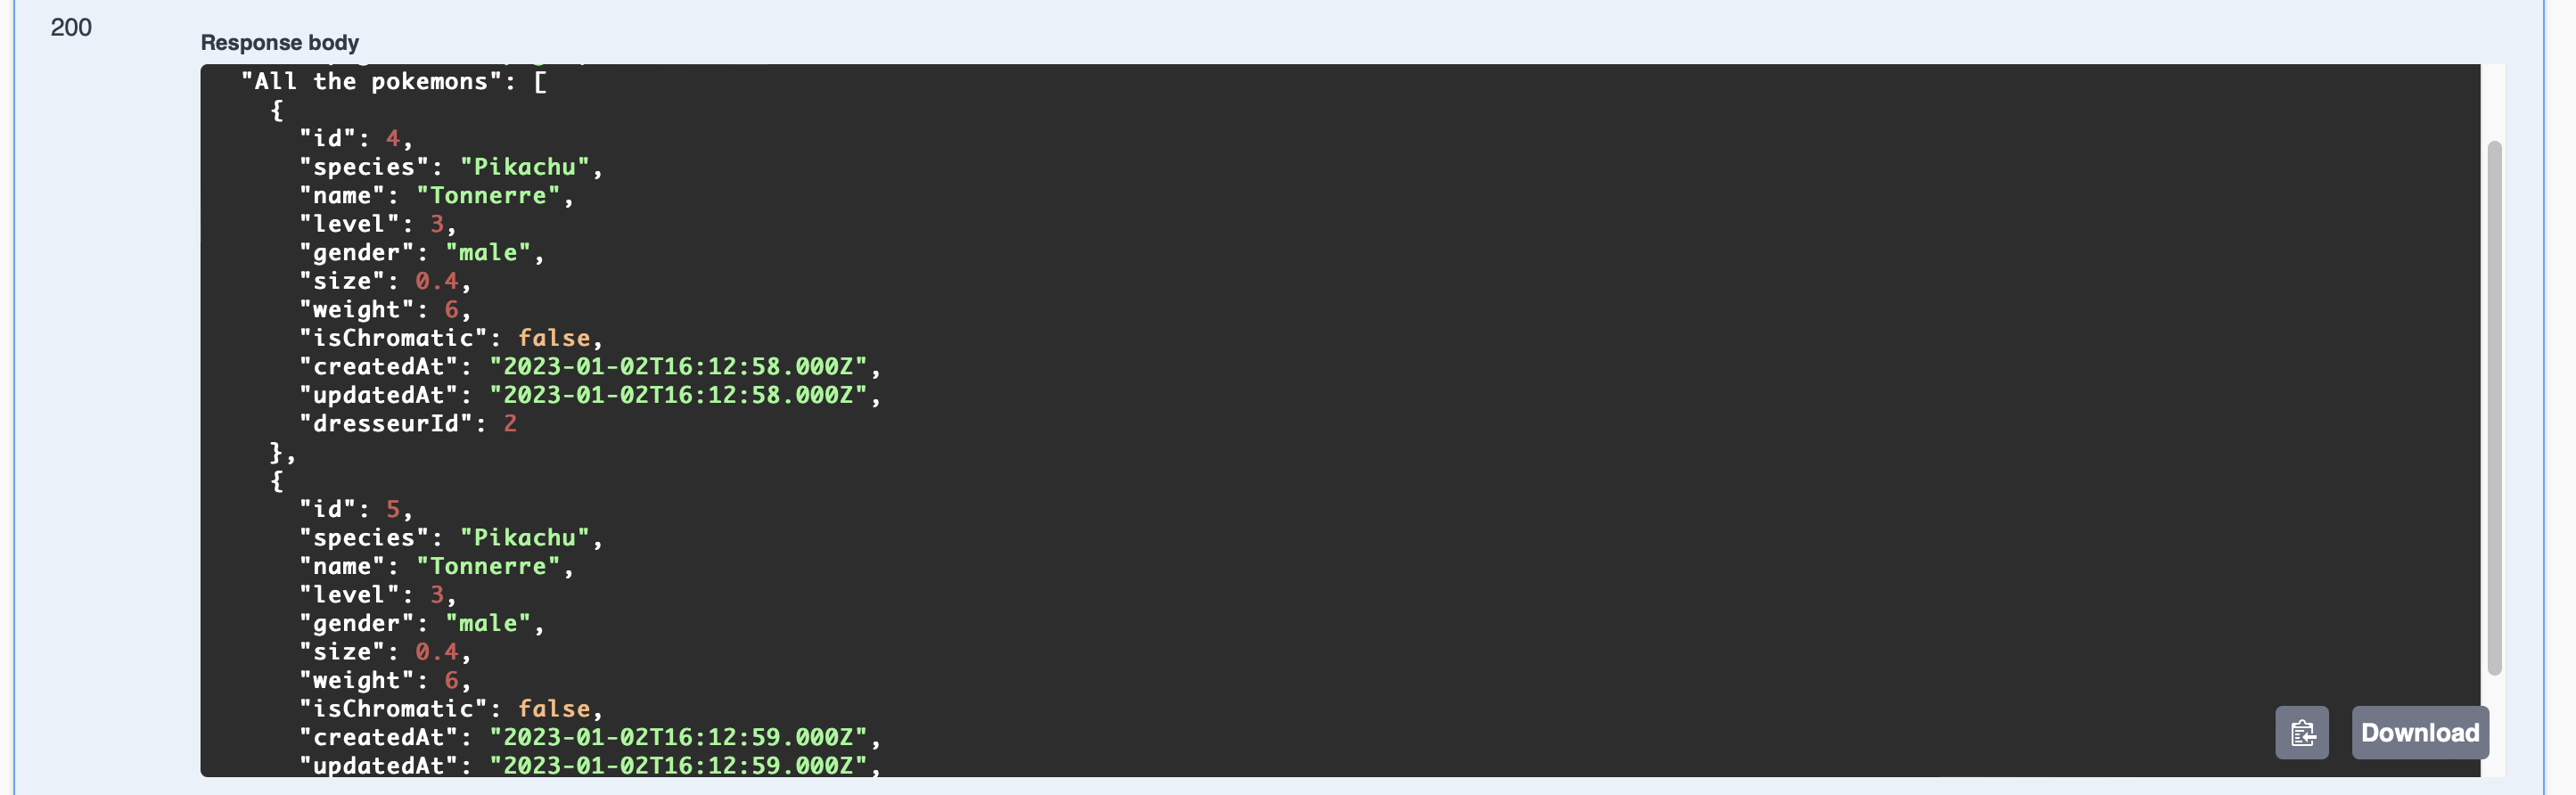 200
Response body
"All the pokemons": [
{
"id": 4,
"species": "Pikachu",
"name": "Tonnerre",
"level": 3,
"gender": "male",
"size": 0.4,
"weight": 6,
"isChromatic": false,
"createdAt": "2023-01-02T16:12:58.000Z",
"updatedAt": "2023-01-02T16:12:58.000Z",
"dresseurId": 2
},
{
"id": 5,
"species": "Pikachu",
"name": "Tonnerre",
"level": 3,
"gender": "male",
"size": 0.4,
"weight": 6,
"isChromatic": false,
"createdAt": "2023-01-02T16:12:59.000Z",
"updatedAt": "2023-01-02T16:12:59.000Z",
Download